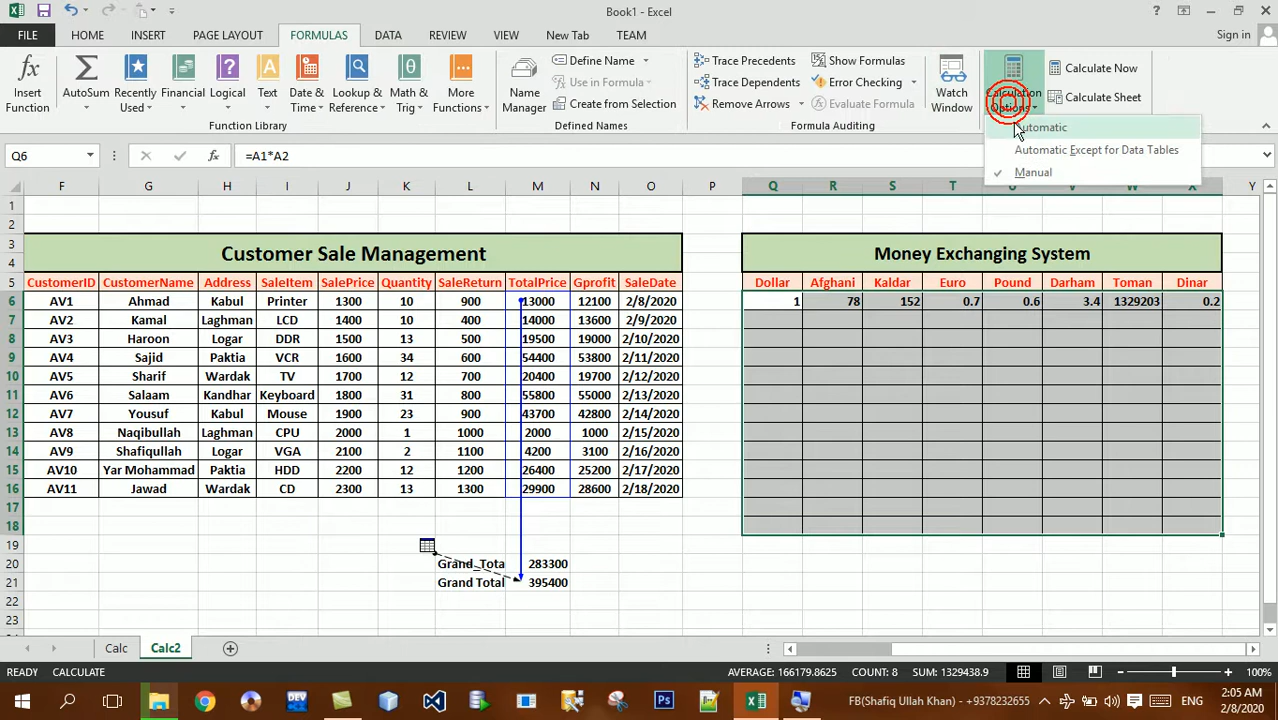 Book1 - Excel
FILE HOME INSERT PAGE LAYOUT FORMULAS DATA REVIEW VIEW New Tab TEAM Sign in
Insert Function
AutoSum
Recently Used
Financial
Logical
Text
Date & Time
Lookup & Reference
Math & Trig
More Functions
Function Library
Name Manager
Define Name
Use in Formula
Create from Selection
Defined Names
Trace Precedents
Trace Dependents
Remove Arrows
Show Formulas
Error Checking
Evaluate Formula
Formula Auditing
Watch Window
Calculation Options
Calculate Now
Calculate Sheet
Automatic
Automatic Except for Data Tables
Manual
Q6 =A1*A2
F G H I J K L M N O P Q R S T U V W X Y
1
2
3 Customer Sale Management Money Exchanging System
4
5 CustomerID CustomerName Address SaleItem SalePrice Quantity SaleReturn TotalPrice Gprofit SaleDate Dollar Afghani Kaldar Euro Pound Darham Toman Dinar
6 AV1 Ahmad Kabul Printer 1300 10 900 13000 12100 2/8/2020 1 78 152 0.7 0.6 3.4 1329203 0.2
7 AV2 Kamal Laghman LCD 1400 10 400 14000 13600 2/9/2020
8 AV3 Haroon Logar DDR 1500 13 500 19500 19000 2/10/2020
9 AV4 Sajid Paktia VCR 1600 34 600 54400 53800 2/11/2020
10 AV5 Sharif Wardak TV 1700 12 700 20400 19700 2/12/2020
11 AV6 Salaam Kandhar Keyboard 1800 31 800 55800 55000 2/13/2020
12 AV7 Yousuf Kabul Mouse 1900 23 900 43700 42800 2/14/2020
13 AV8 Naqibullah Laghman CPU 2000 1 1000 2000 1000 2/15/2020
14 AV9 Shafiqullah Logar VGA 2100 2 1100 4200 3100 2/16/2020
15 AV10 Yar Mohammad Paktia HDD 2200 12 1200 26400 25200 2/17/2020
16 AV11 Jawad Wardak CD 2300 13 1300 29900 28600 2/18/2020
17
18
19
20 Grand_Tota 283300
21 Grand Total 395400
22
23
Calc Calc2
READY CALCULATE AVERAGE: 166179.8625 COUNT: 8 SUM: 1329438.9 100%
FB(Shafiq Ullah Khan) - +9378232655 ENG 2:05 AM
2/8/2020